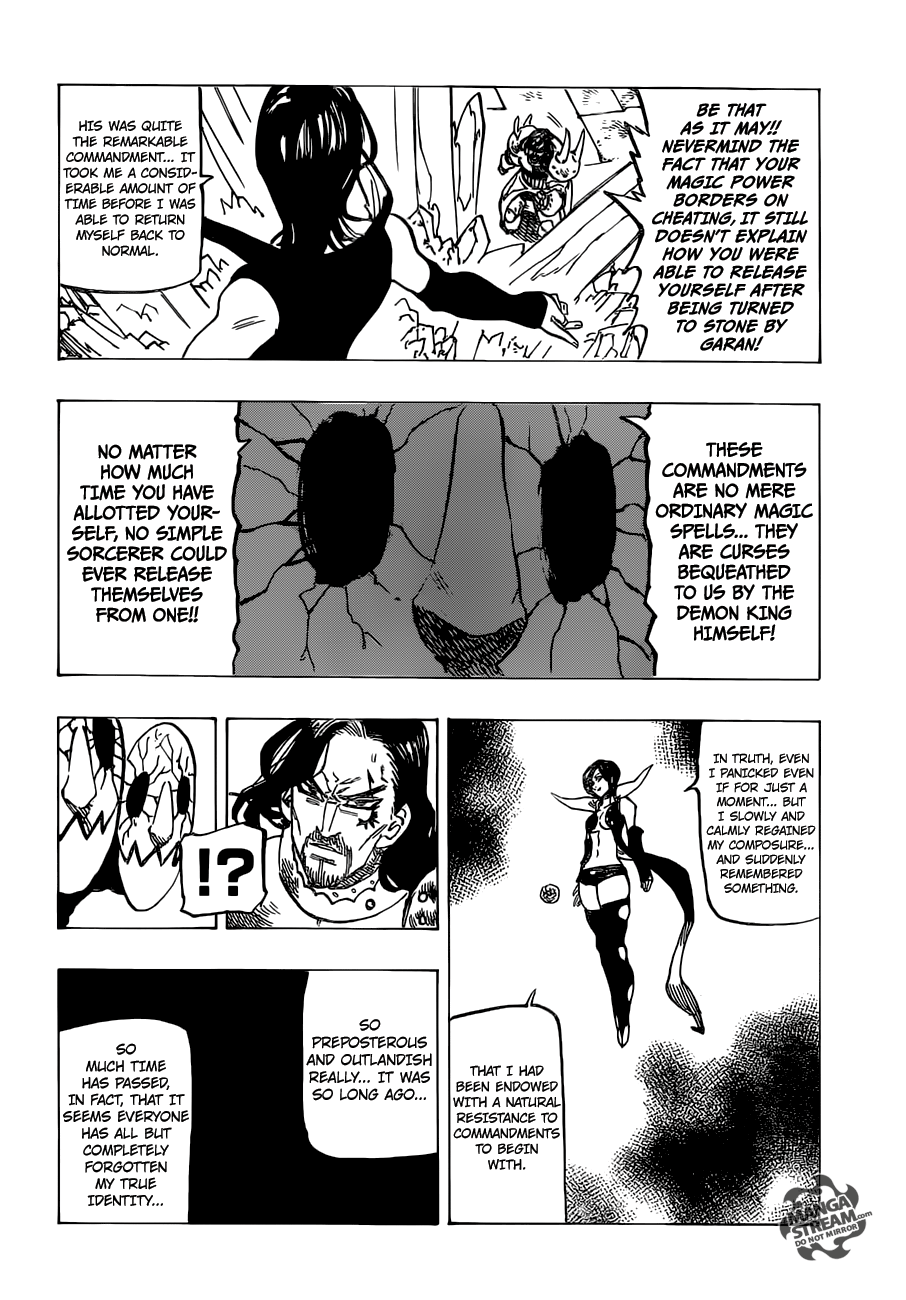 BE THAT
AS IT MAY!!
NEVERMIND THE
FACT THAT YOUR
MAGIC POWER
BORDERS ON
CHEATING, IT STILL
DOESN'T EXPLAIN
HOW YOU WERE
ABLE TO RELEASE
YOURSELF AFTER
BEING TURNED
TO STONE BY
GARAN!
HIS WAS QUITE
THE REMARKABLE
COMMANDMENT... IT
TOOK ME A CONSID-
ERABLE AMOUNT OF
TIME BEFORE I WAS
ABLE TO RETURN
MYSELF BACK TO
NORMAL.
THESE
COMMANDMENTS
ARE NO MERE
ORDINARY MAGIC
SPELLS... THEY
ARE CURSES
BEQUEATHED
TO US BY THE
DEMON KING
HIMSELF!
NO MATTER
HOW MUCH
TIME YOU HAVE
ALLOTTED YOUR-
SELF, NO SIMPLE
SORCERER COULD
EVER RELEASE
THEMSELVES
FROM ONE!!
IN TRUTH, EVEN
I PANICKED EVEN
IF FOR JUST A
MOMENT... BUT
I SLOWLY AND
CALMLY REGAINED
MY COMPOSURE...
AND SUDDENLY
REMEMBERED
SOMETHING.
THAT I HAD
BEEN ENDOWED
WITH A NATURAL
RESISTANCE TO
COMMANDMENTS
TO BEGIN
WITH.
!?
SO
PREPOSTEROUS
AND OUTLANDISH
REALLY... IT WAS
SO LONG AGO...
SO
MUCH TIME
HAS PASSED,
IN FACT, THAT IT
SEEMS EVERYONE
HAS ALL BUT
COMPLETELY
FORGOTTEN
MY TRUE
IDENTITY...
MANGA
STREAM.com
DO NOT MIRROR